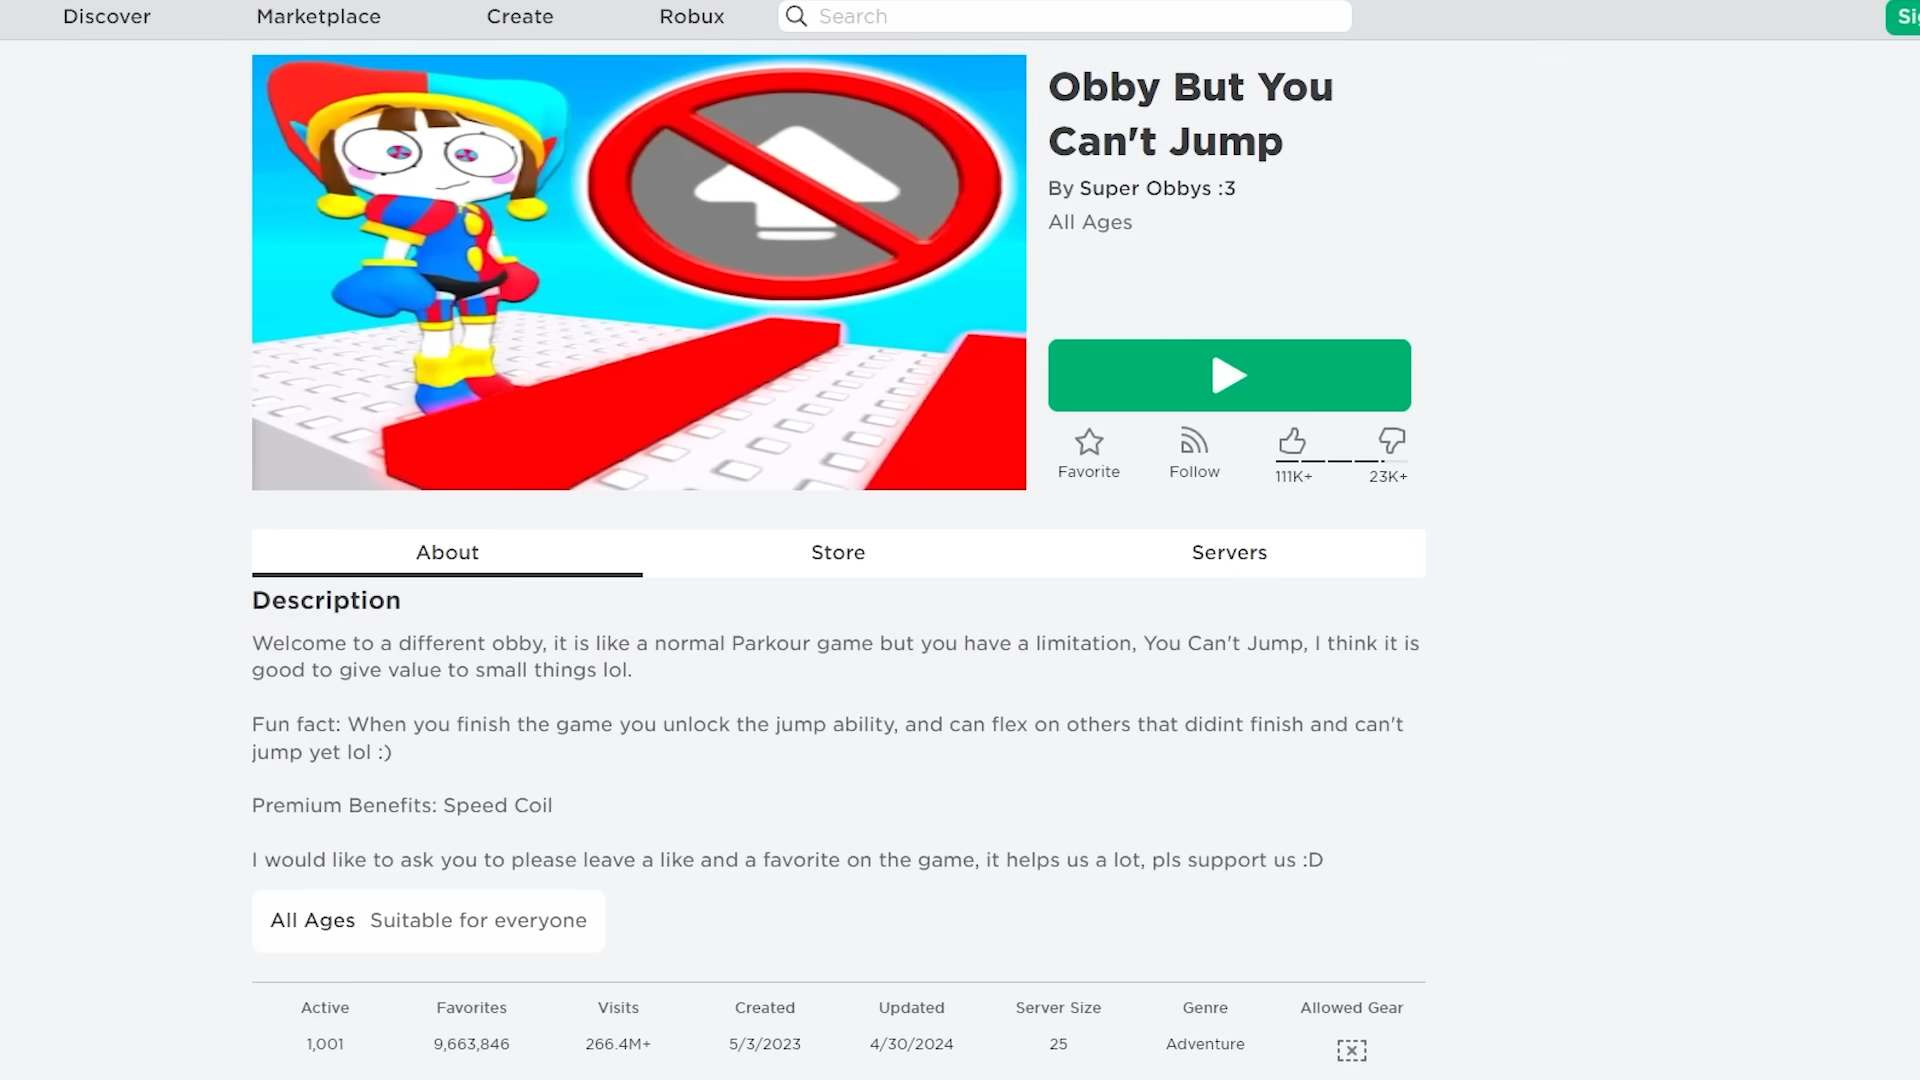 Discover Marketplace Create Robux Search
Obby But You
Can't Jump
By Super Obbys :3
All Ages
Favorite Follow 111K+ 23K+
About Store Servers
Description
Welcome to a different obby, it is like a normal Parkour game but you have a limitation, You Can't Jump, I think it is
good to give value to small things lol.
Fun fact: When you finish the game you unlock the jump ability, and can flex on others that didint finish and can't
jump yet lol :)
Premium Benefits: Speed Coil
I would like to ask you to please leave a like and a favorite on the game, it helps us a lot, pls support us :D
All Ages Suitable for everyone
Active Favorites Visits Created Updated Server Size Genre Allowed Gear
1,001 9,663,846 266.4M+ 5/3/2023 4/30/2024 25 Adventure